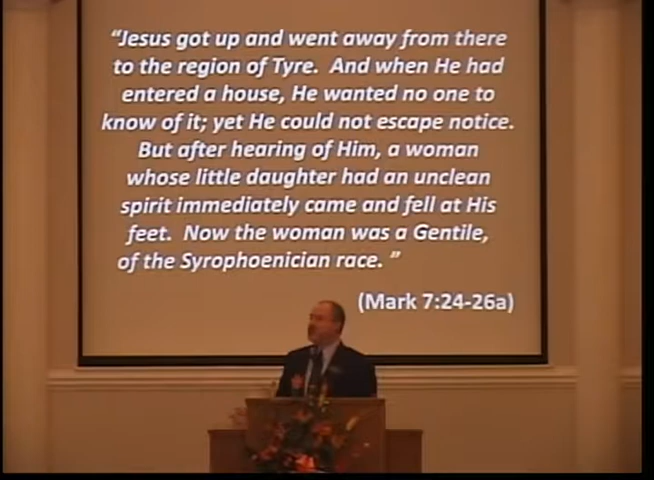 “Jesus got up and went away from there
to the region of Tyre.  And when He had
entered a house, He wanted no one to
know of it; yet He could not escape notice.
But after hearing of Him, a woman
whose little daughter had an unclean
spirit immediately came and fell at His
feet.  Now the woman was a Gentile,
of the Syrophoenician race. ”
(Mark 7:24-26a)